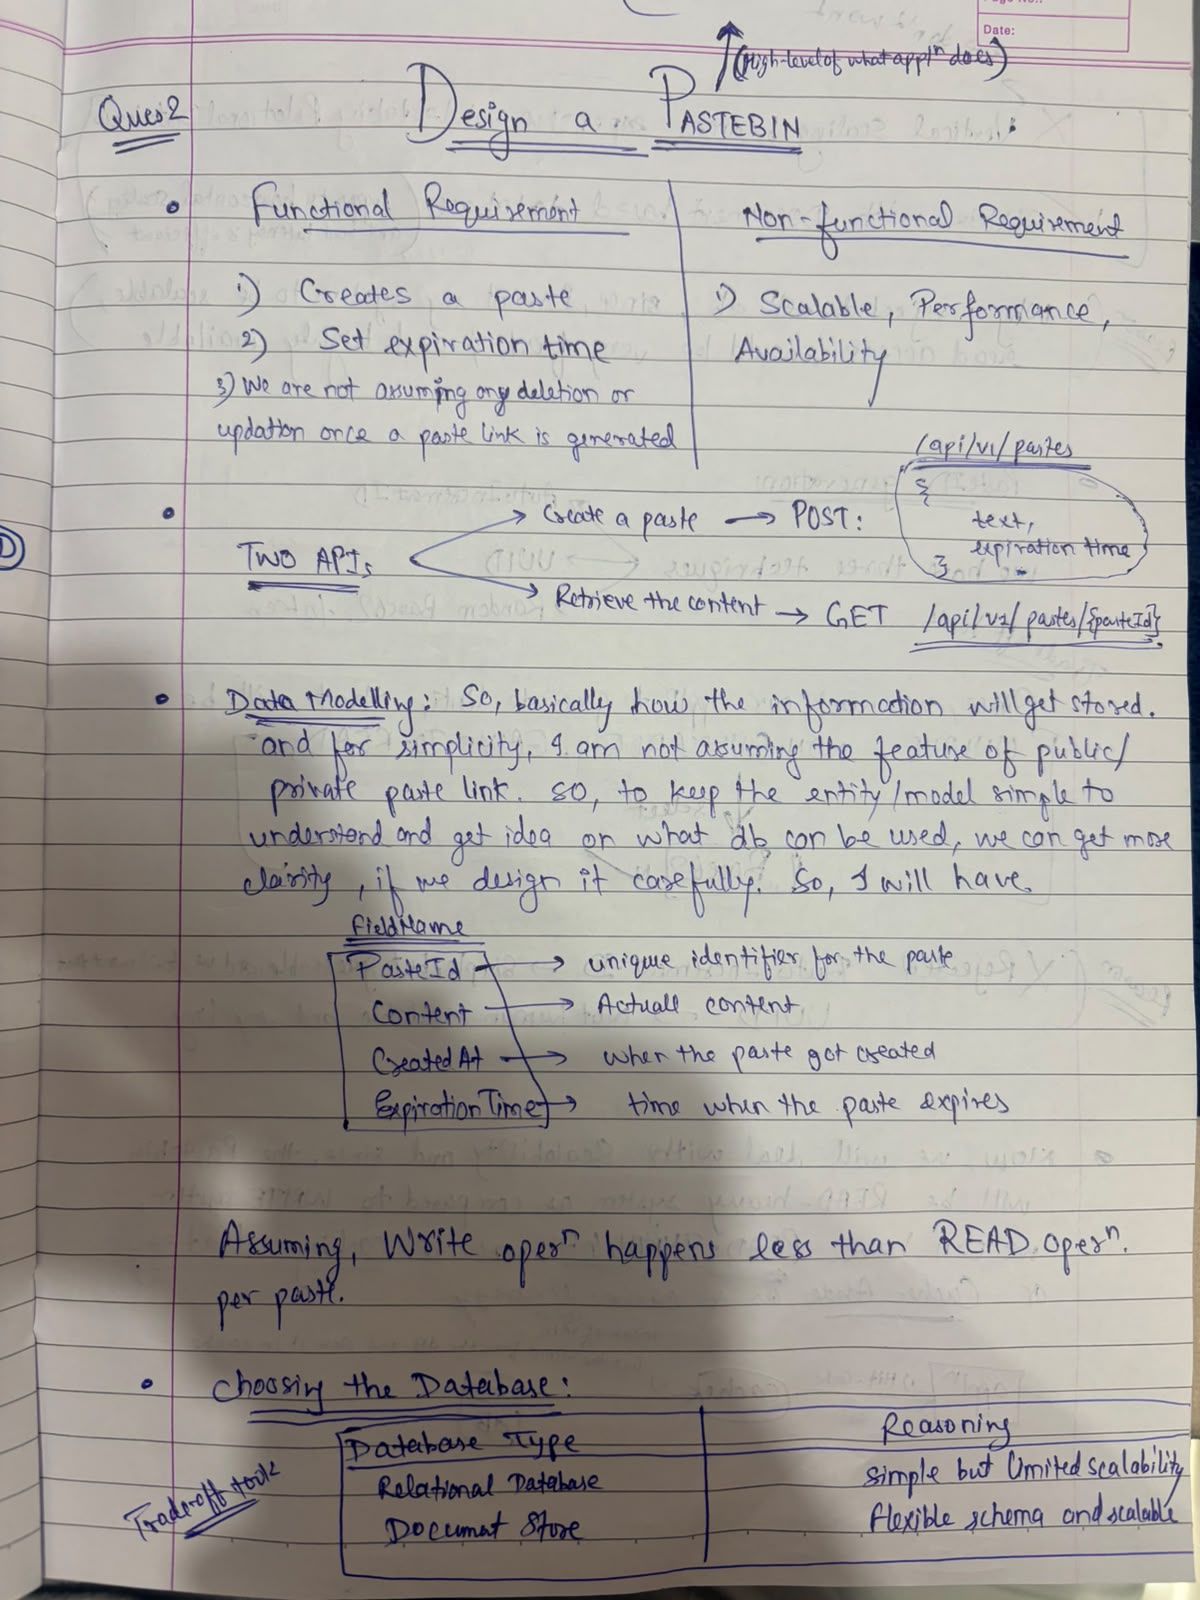 Date:
(High-level of what appl^n does)
Ques2
Design a PASTEBIN
Functional Requirement
1) Creates a paste
2) Set expiration time
3) We are not assuming any deletion or
updation once a paste link is generated
Non-functional Requirement
1) Scalable, Performance,
Availability
TWO APIs
Create a paste → POST:
/api/v1/pastes
{
text,
expiration time
}
Retrieve the content → GET /api/v1/pastes/{pasteId}
Data Modelling: So, basically how the information will get stored.
and for simplicity, I am not assuming the feature of public/
private paste link. so, to keep the entity/model simple to
understand and get idea on what db can be used, we can get more
clarity, if we design it carefully. So, I will have
FieldName
PasteId → unique identifier for the paste
Content → Actuall content
CreatedAt → when the paste got created
ExpirationTime → time when the paste expires
Assuming, Write oper^n happens less than READ oper^n.
per paste.
Choosing the Database:
Database Type Reasoning
Relational Database simple but limited scalability
Document Store flexible schema and scalable